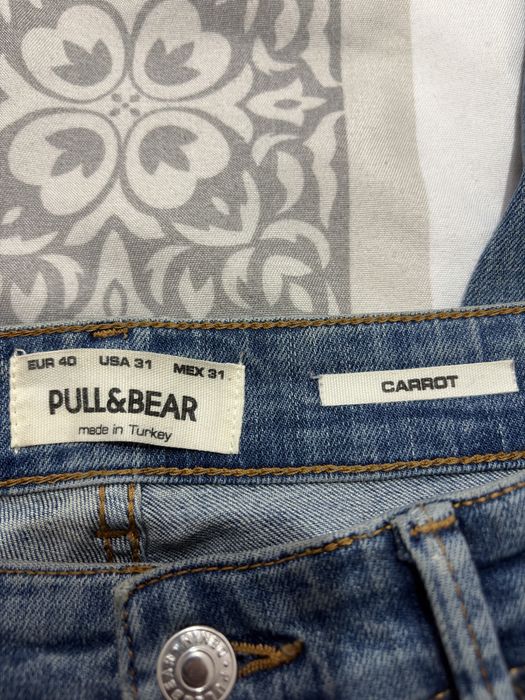 EUR 40 USA 31 MEX 31
PULL&BEAR
made in Turkey
CARROT